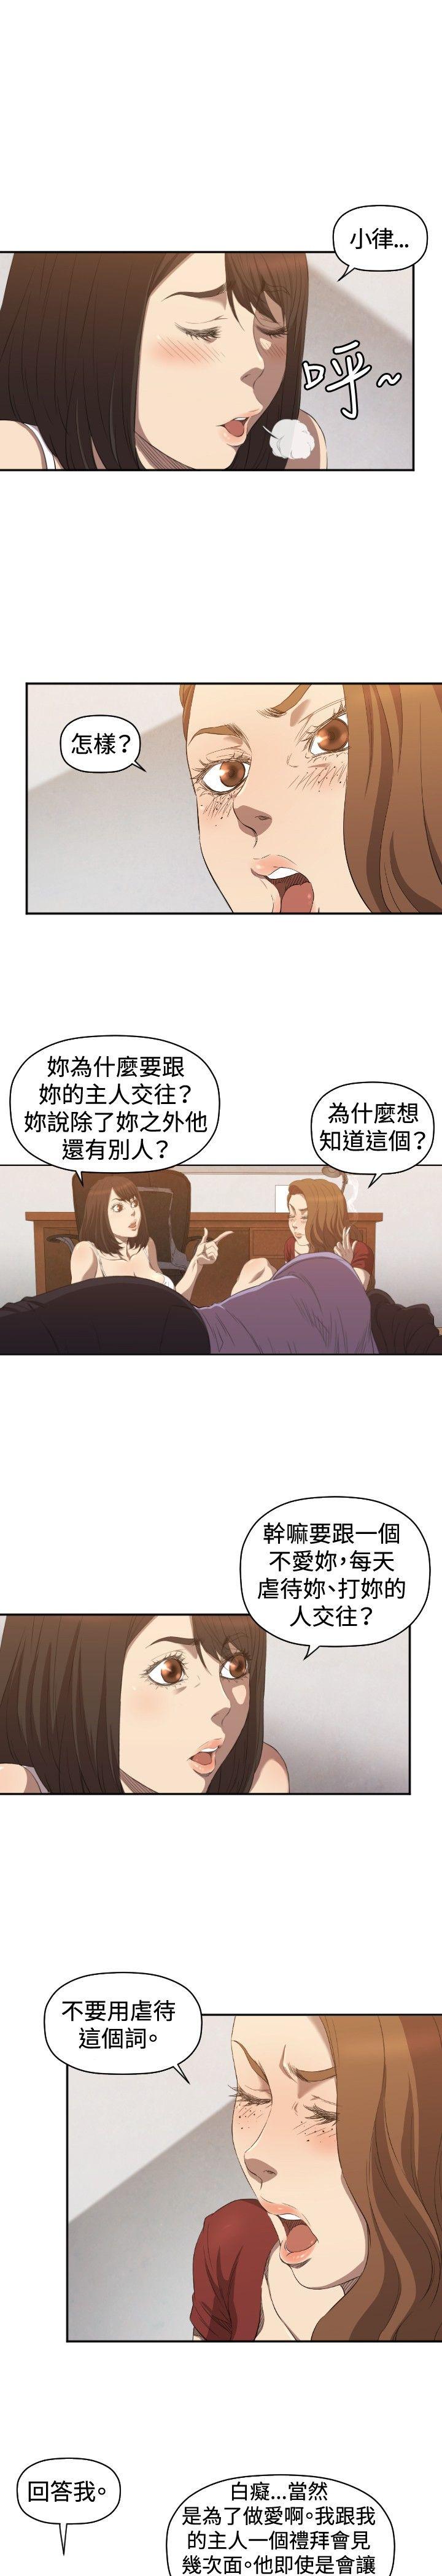 小律...
呼~
怎樣？
妳為什麼要跟
妳的主人交往？
妳說除了妳之外他
還有別人？
為什麼想
知道這個？
幹嘛要跟一個
不愛妳，每天
虐待妳、打妳的
人交往？
不要用虐待
這個詞。
回答我。
白癡...當然
是為了做愛啊。我跟我
的主人一個禮拜會見
幾次面。他即使是會讓